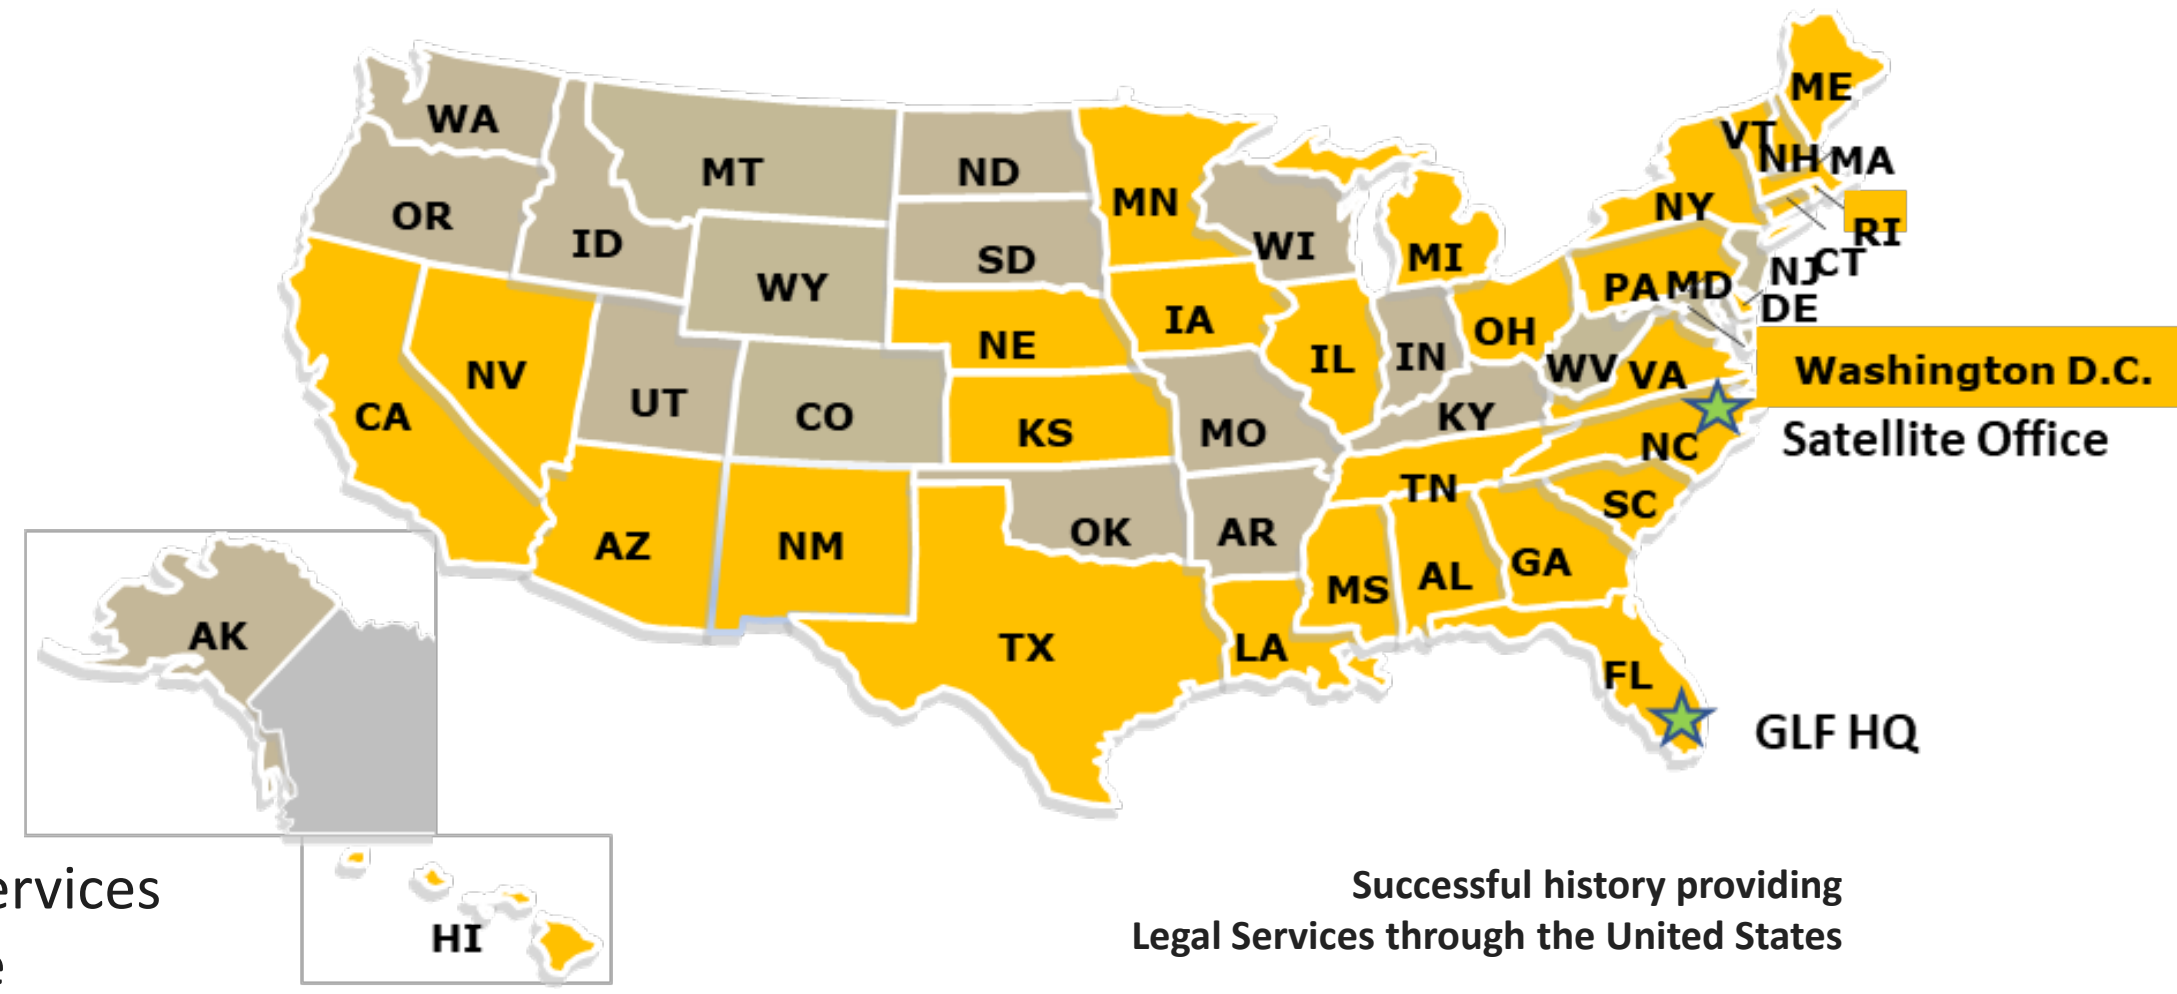 ME
WA
VT
NH
MA
MT
ND
MN
OR
NY
RI
ID
WI
MI
SD
NJ
CT
WY
PA
MD
DE
IA
NE
OH
IL
IN
WV
VA
Washington D.C.
NV
UT
CO
CA
KS
MO
KY
NC
Satellite Office
TN
SC
OK
AR
AZ
NM
GA
AL
MS
AK
TX
LA
FL
GLF HQ
ervices
e
HI
Successful history providing
Legal Services through the United States